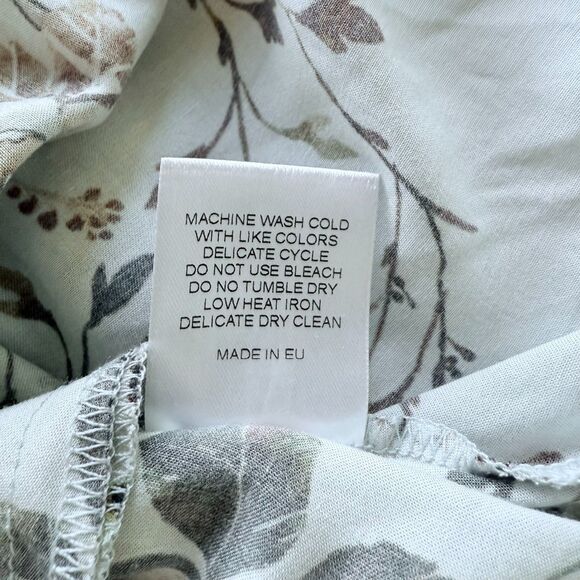 MACHINE WASH COLD
WITH LIKE COLORS
DELICATE CYCLE
DO NOT USE BLEACH
DO NO TUMBLE DRY
LOW HEAT IRON
DELICATE DRY CLEAN
MADE IN EU